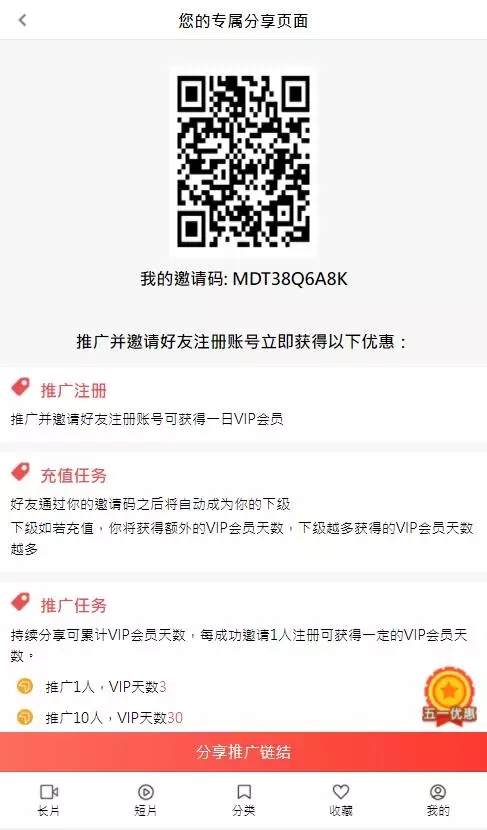 您的专属分享页面
我的邀请码: MDT38Q6A8K
推广并邀请好友注册账号立即获得以下优惠：
推广注册
推广并邀请好友注册账号可获得一日VIP会员
充值任务
好友通过你的邀请码之后将自动成为你的下级
下级如若充值，你将获得额外的VIP会员天数，下级越多获得的VIP会员天数
越多
推广任务
持续分享可累计VIP会员天数，每成功邀请1人注册可获得一定的VIP会员天
数。
推广1人，VIP天数3
推广10人，VIP天数30
五一优惠
分享推广链结
长片 短片 分类 收藏 我的